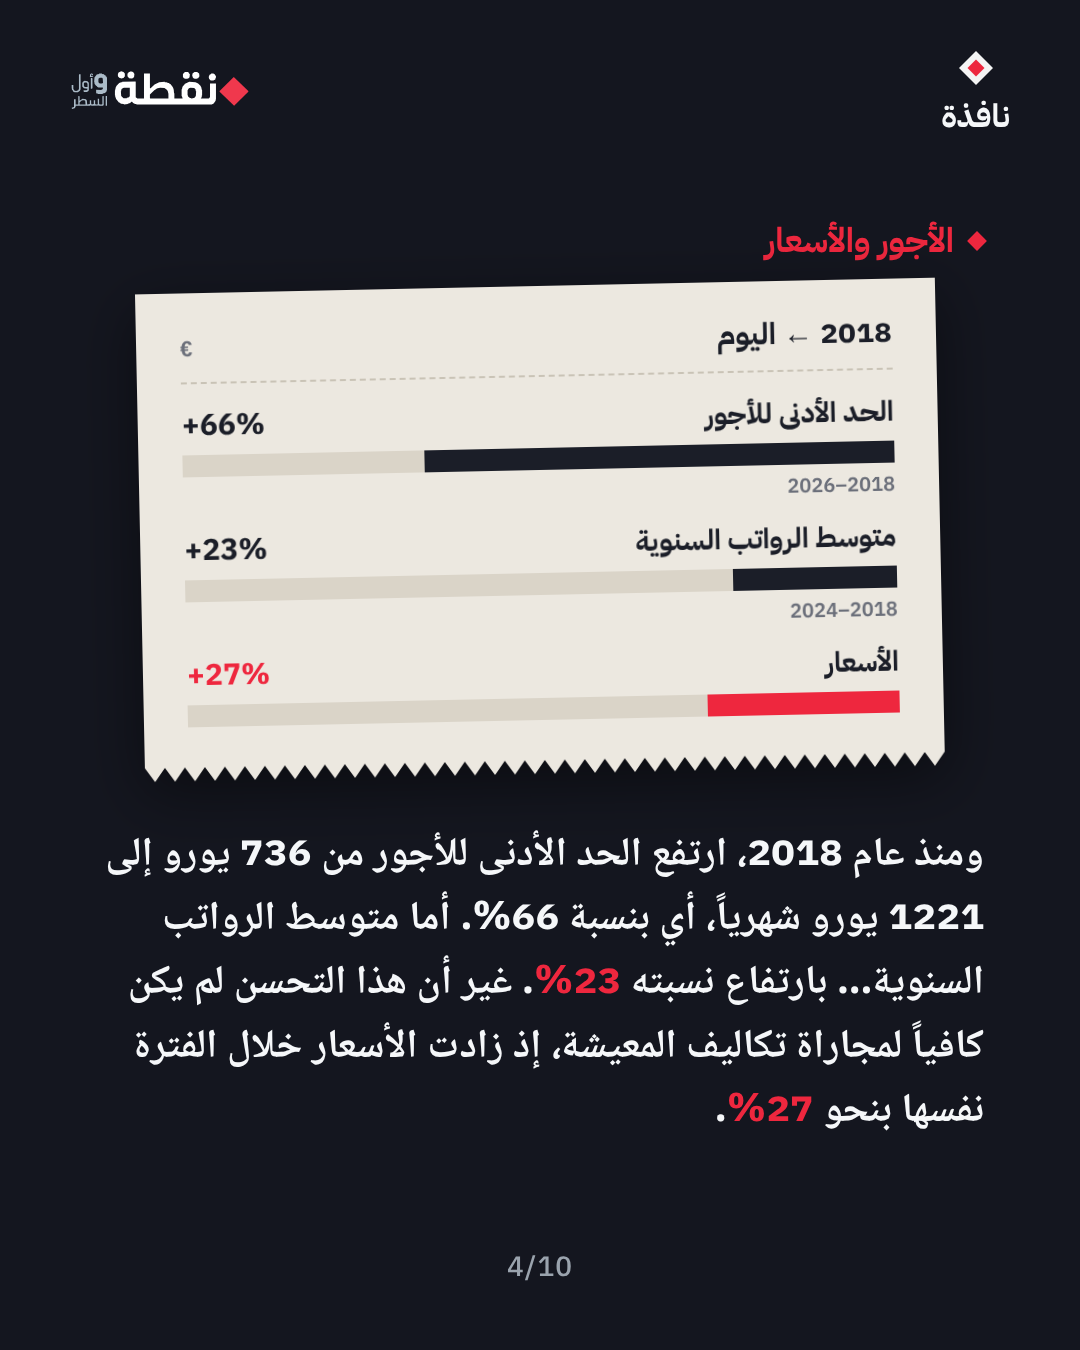 نافذة
نقطة وأول السطر
الأجور والأسعار
2018 ← اليوم
€
الحد الأدنى للأجور
+66%
2018–2026
متوسط الرواتب السنوية
+23%
2018–2024
الأسعار
+27%
ومنذ عام 2018، ارتفع الحد الأدنى للأجور من 736 يورو إلى
1221 يورو شهرياً، أي بنسبة 66%. أما متوسط الرواتب
السنوية... بارتفاع نسبته 23%. غير أن هذا التحسن لم يكن
كافياً لمجاراة تكاليف المعيشة، إذ زادت الأسعار خلال الفترة
نفسها بنحو 27%.
4/10